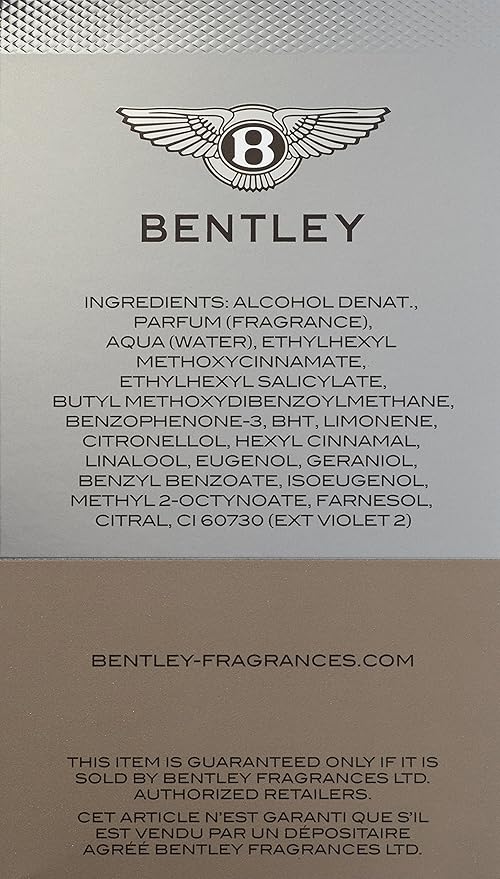 B
BENTLEY
INGREDIENTS: ALCOHOL DENAT.,
PARFUM (FRAGRANCE),
AQUA (WATER), ETHYLHEXYL
METHOXYCINNAMATE,
ETHYLHEXYL SALICYLATE,
BUTYL METHOXYDIBENZOYLMETHANE,
BENZOPHENONE-3, BHT, LIMONENE,
CITRONELLOL, HEXYL CINNAMAL,
LINALOOL, EUGENOL, GERANIOL,
BENZYL BENZOATE, ISOEUGENOL,
METHYL 2-OCTYNOATE, FARNESOL,
CITRAL, CI 60730 (EXT VIOLET 2)
BENTLEY-FRAGRANCES.COM
THIS ITEM IS GUARANTEED ONLY IF IT IS
SOLD BY BENTLEY FRAGRANCES LTD.
AUTHORIZED RETAILERS.
CET ARTICLE N'EST GARANTI QUE S'IL
EST VENDU PAR UN DÉPOSITAIRE
AGRÉÉ BENTLEY FRAGRANCES LTD.